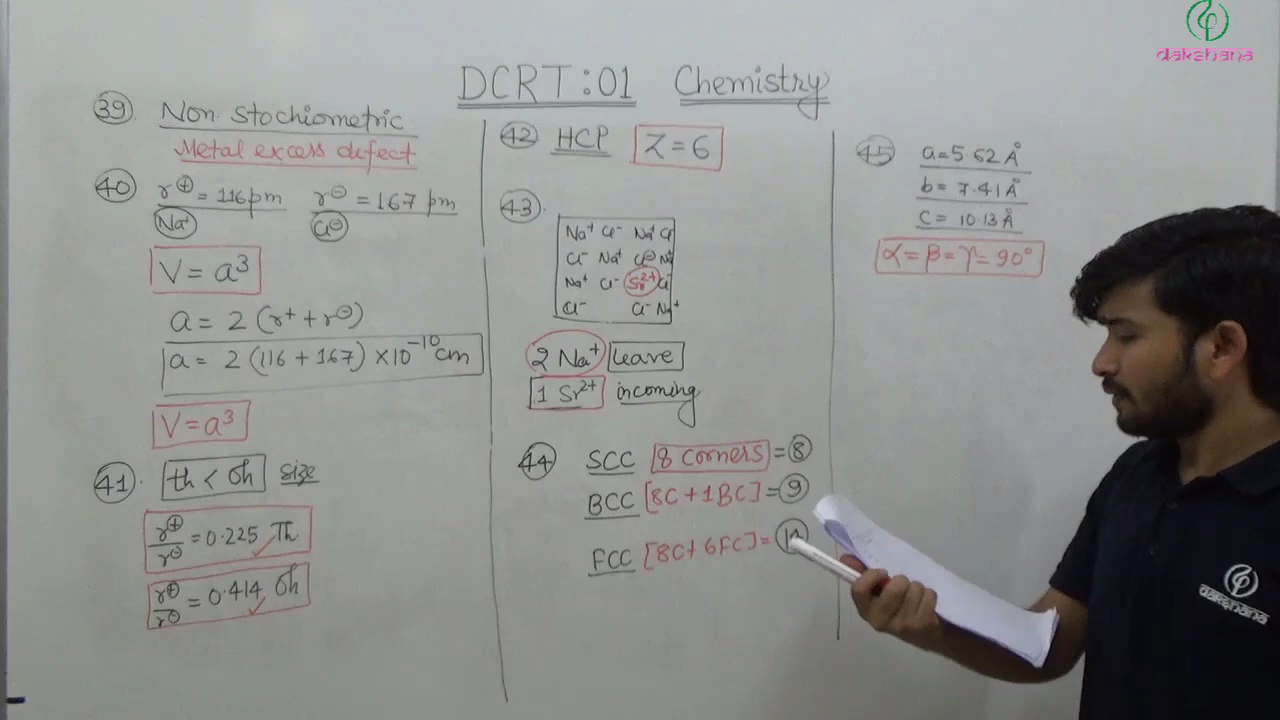 dakshana
DCRT:01 Chemistry
39 Non Stochiometric
Metal excess defect
40 r⊕ = 116pm r⊖ = 167 pm
Na⁺ Cl⊖
V = a³
a = 2 (r⁺ + r⊖)
a = 2 (116 + 167) ×10⁻¹⁰ cm
V = a³
41. th < Oh size
r⊕/r⊖ = 0.225 Th
r⊕/r⊖ = 0.414 Oh
42 HCP Z = 6
43.
Na⁺ Cl⁻ Na⁺ Cl
Cl⁻ Na⁺ Cl⊖ Na⁺
Na⁺ Cl⁻ Sr²⁺ Cl
Cl⁻ Cl⁻ Na⁺
2 Na⁺ leave
1 Sr²⁺ incoming
44 SCC 8 corners = 8
BCC [8C + 1BC] = 9
FCC [8C + 6FC] =
45 a = 5.62 Å
b = 7.41 Å
C = 10.13 Å
α = β = γ = 90°
dakshana